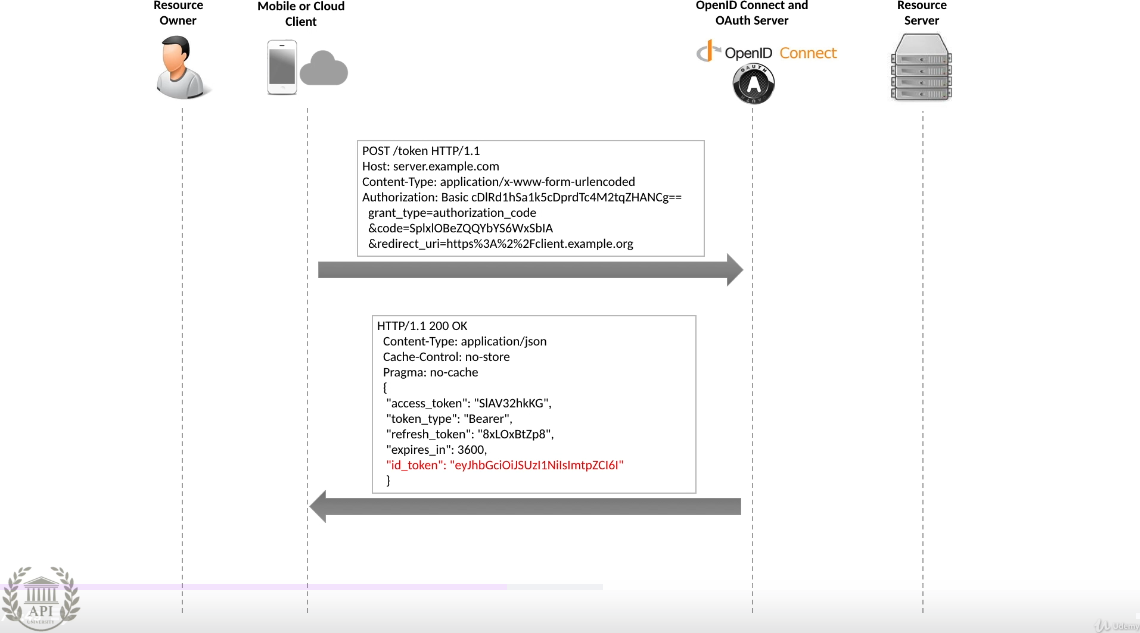 Resource
Owner
Mobile or Cloud
Client
OpenID Connect and
OAuth Server
Resource
Server
OpenID Connect
OAUTH
A
POST /token HTTP/1.1
Host: server.example.com
Content-Type: application/x-www-form-urlencoded
Authorization: Basic cDlRd1hSa1k5cDprdTc4M2tqZHANCg==
grant_type=authorization_code
&code=SplxlOBeZQQYbYS6WxSbIA
&redirect_uri=https%3A%2%2Fclient.example.org
HTTP/1.1 200 OK
Content-Type: application/json
Cache-Control: no-store
Pragma: no-cache
{
"access_token": "SlAV32hkKG",
"token_type": "Bearer",
"refresh_token": "8xLOxBtZp8",
"expires_in": 3600,
"id_token": "eyJhbGciOiJSUzI1NiIsImtpZCI6I"
}
API
UNIVERSITY
Udemy